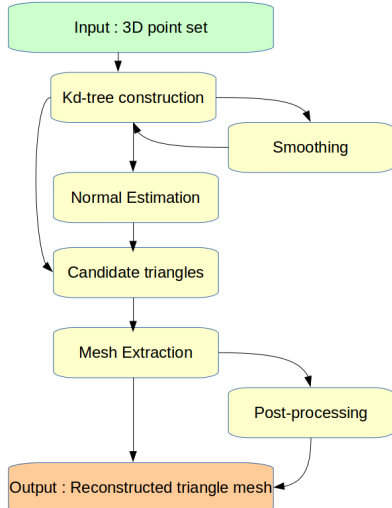 Input : 3D point set
Kd-tree construction
Smoothing
Normal Estimation
Candidate triangles
Mesh Extraction
Post-processing
Output : Reconstructed triangle mesh